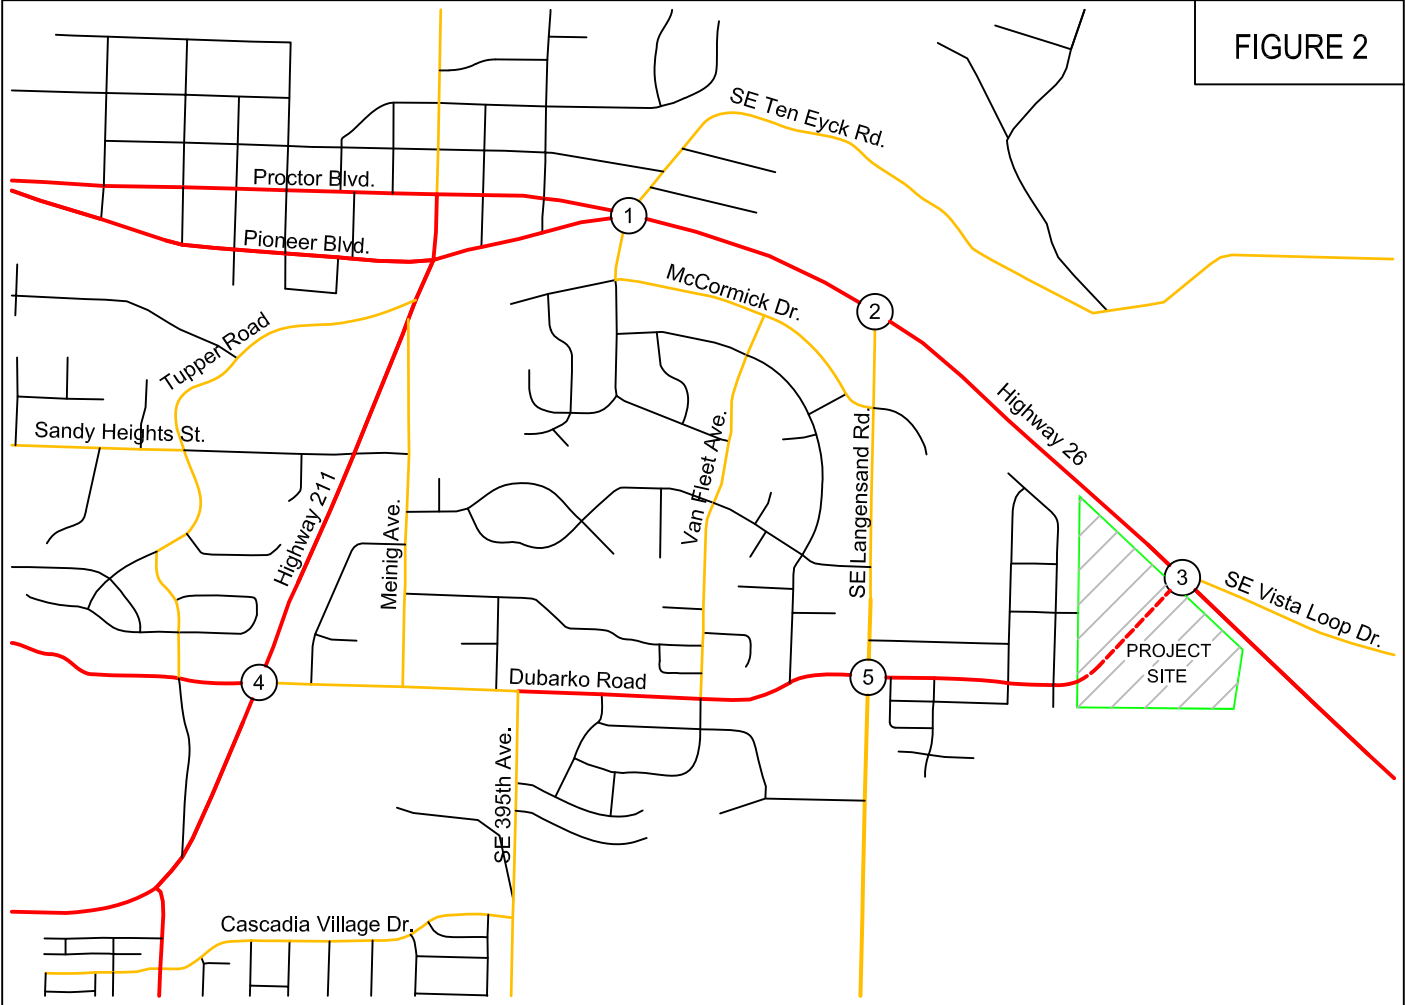 FIGURE 2
SE Ten Eyck Rd.
Proctor Blvd.
1
Pioneer Blvd.
McCormick Dr.
2
Tupper Road
Highway 26
Sandy Heights St.
Van Fleet Ave.
SE Langensand Rd.
Highway 211
Meinig Ave.
3
SE Vista Loop Dr.
PROJECT
SITE
4
Dubarko Road
5
SE 395th Ave.
Cascadia Village Dr.